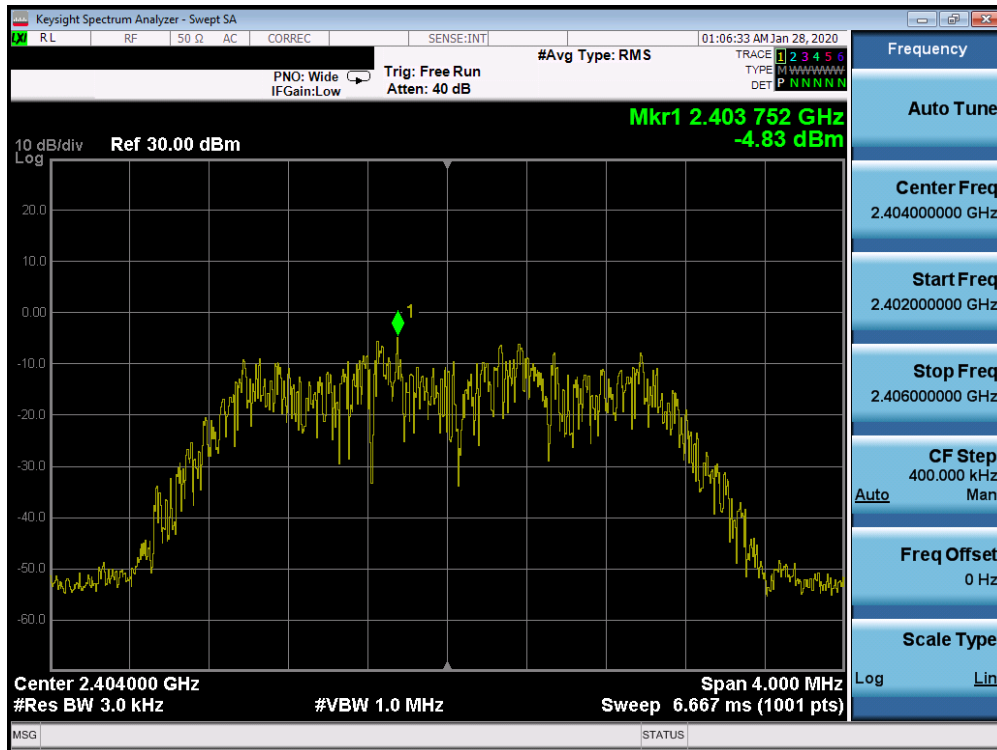 Keysight Spectrum Analyzer - Swept SA
LXI RL RF 50 Ω AC CORREC SENSE:INT 01:06:33 AM Jan 28, 2020
#Avg Type: RMS TRACE 1 2 3 4 5 6
PNO: Wide Trig: Free Run TYPE M W W W W W
IFGain:Low Atten: 40 dB DET P N N N N N
Mkr1 2.403 752 GHz
-4.83 dBm
10 dB/div Ref 30.00 dBm
Log
20.0
10.0
0.00
1
-10.0
-20.0
-30.0
-40.0
-50.0
-60.0
Center 2.404000 GHz Span 4.000 MHz
#Res BW 3.0 kHz #VBW 1.0 MHz Sweep 6.667 ms (1001 pts)
MSG STATUS
Frequency
Auto Tune
Center Freq
2.404000000 GHz
Start Freq
2.402000000 GHz
Stop Freq
2.406000000 GHz
CF Step
400.000 kHz
Auto Man
Freq Offset
0 Hz
Scale Type
Log Lin